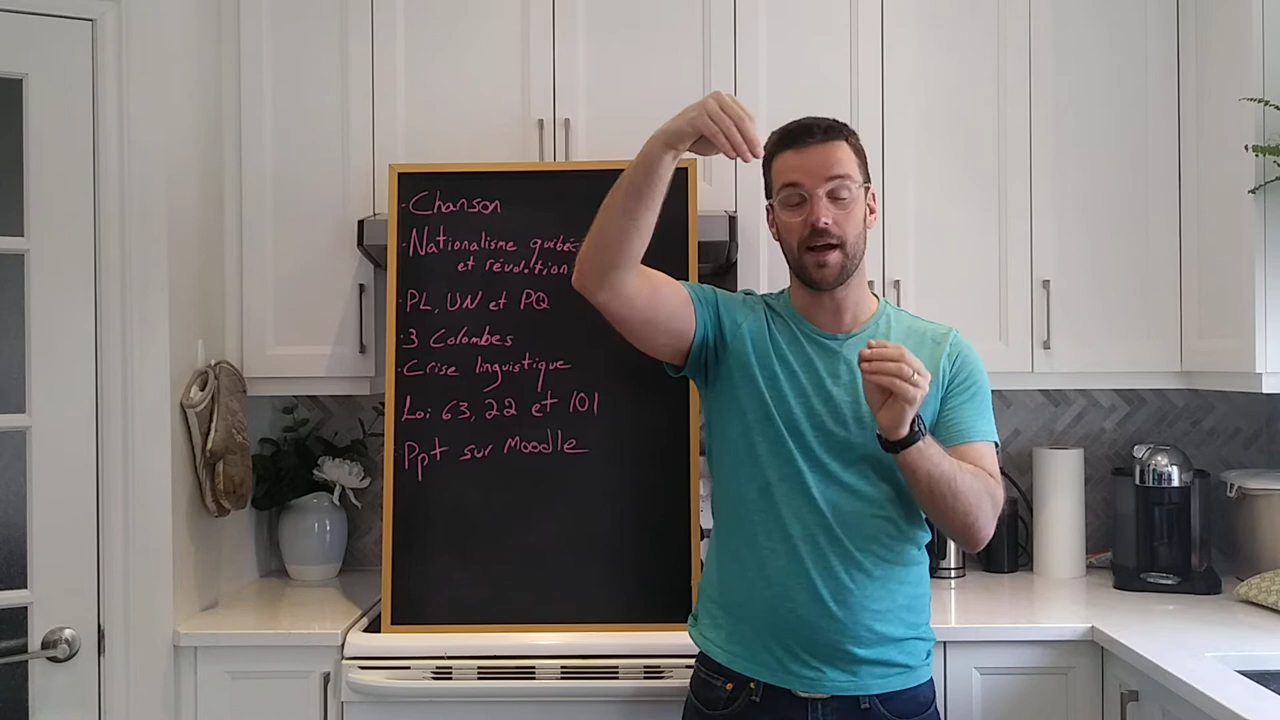 · Chanson
· Nationalisme québéc
et révolution
· PL, UN et PQ
· 3 Colombes
· Crise linguistique
Loi 63, 22 et 101
· Ppt sur Moodle